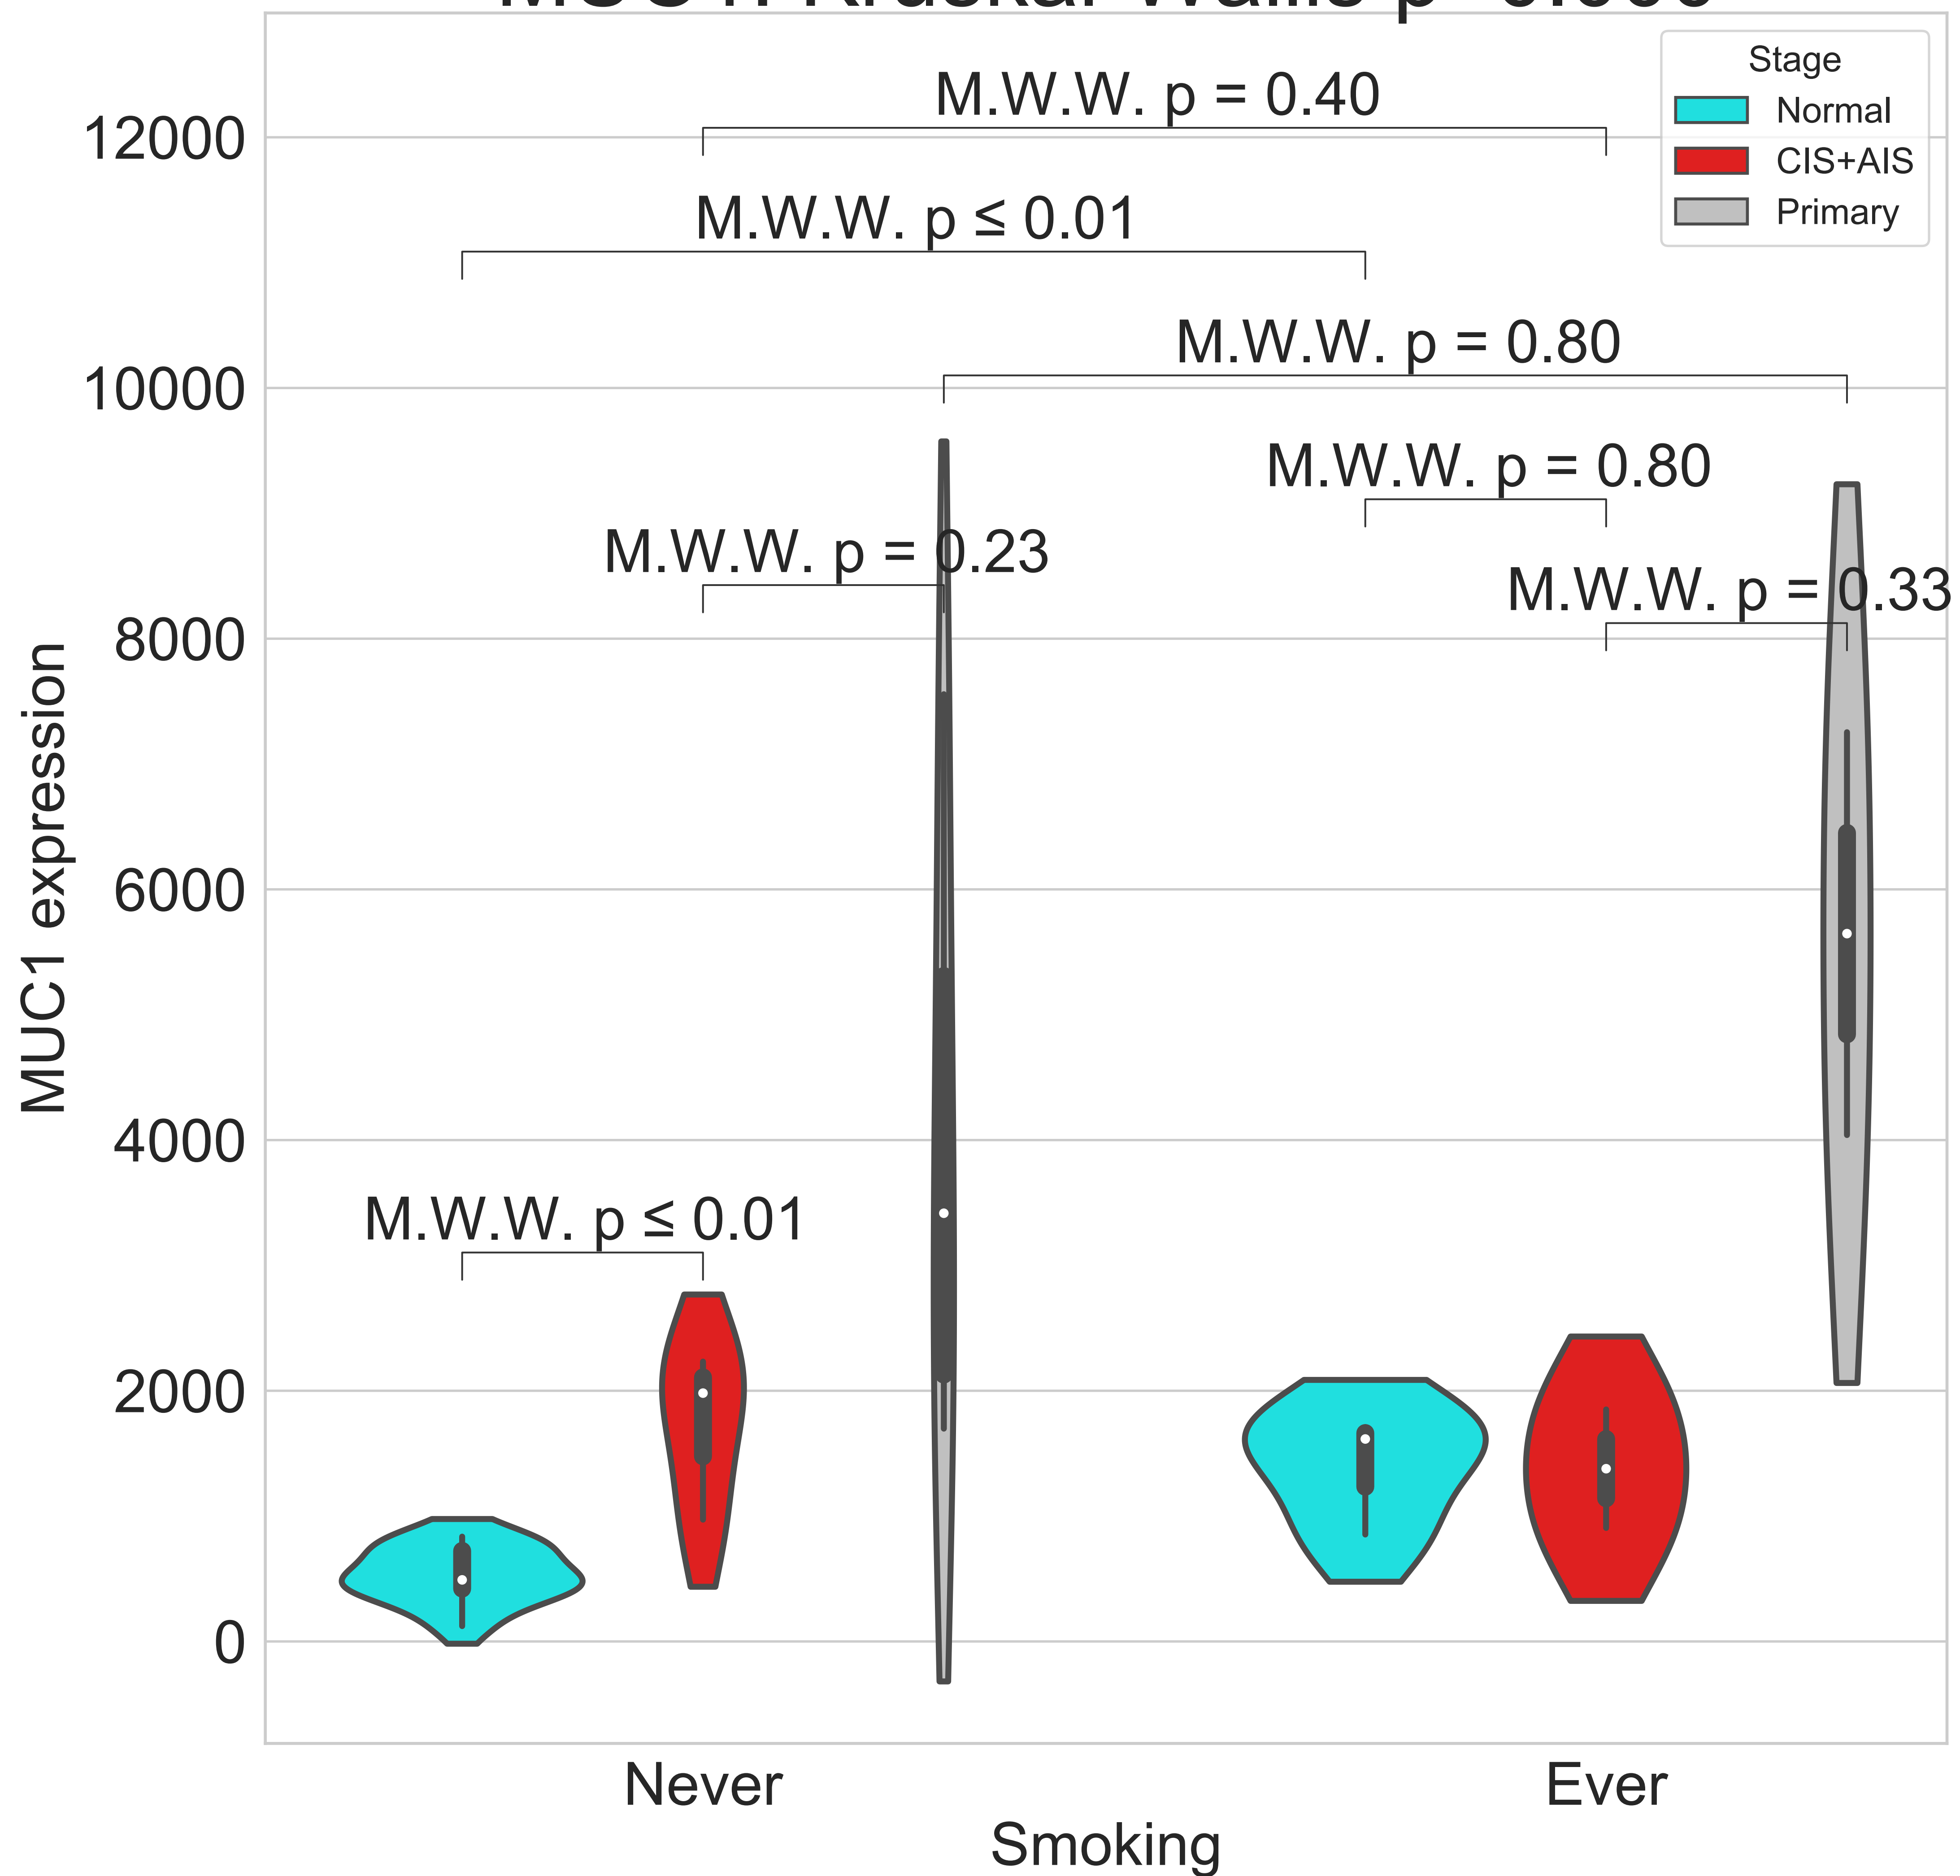 Stage
Normal
CIS+AIS
Primary
M.W.W. p = 0.40
M.W.W. p ≤ 0.01
M.W.W. p = 0.80
M.W.W. p = 0.80
M.W.W. p = 0.23
M.W.W. p = 0.33
M.W.W. p ≤ 0.01
12000
10000
8000
6000
4000
2000
0
MUC1 expression
Never
Ever
Smoking